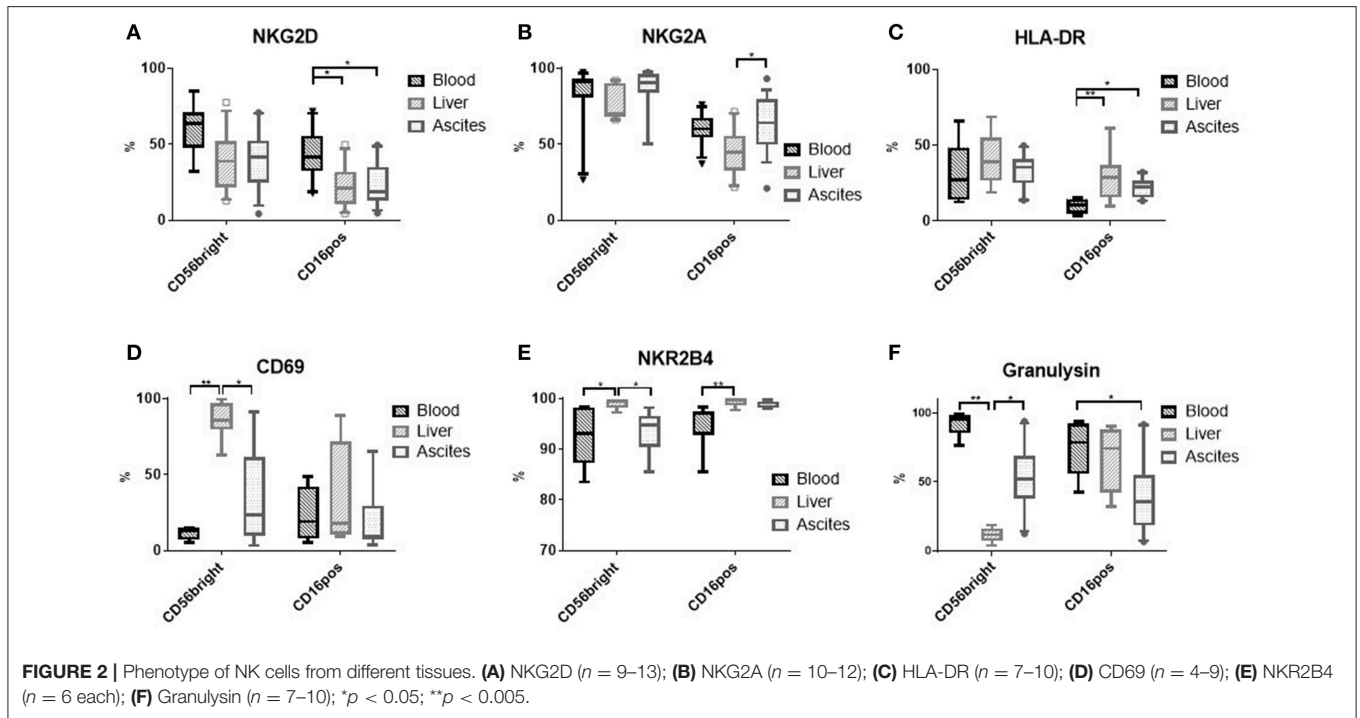 A
NKG2D
*
*
100
50
0
%
CD56bright
CD16pos
Blood
Liver
Ascites
B
NKG2A
*
100
50
0
%
CD56bright
CD16pos
Blood
Liver
Ascites
C
HLA-DR
*
**
100
50
0
%
CD56bright
CD16pos
Blood
Liver
Ascites
D
CD69
**
*
100
50
0
%
CD56bright
CD16pos
Blood
Liver
Ascites
E
NKR2B4
*
*
**
100
90
80
70
%
CD56bright
CD16pos
Blood
Liver
Ascites
F
Granulysin
**
*
*
100
50
0
%
CD56bright
CD16pos
Blood
Liver
Ascites
FIGURE 2 | Phenotype of NK cells from different tissues. (A) NKG2D (n = 9–13); (B) NKG2A (n = 10–12); (C) HLA-DR (n = 7–10); (D) CD69 (n = 4–9); (E) NKR2B4
(n = 6 each); (F) Granulysin (n = 7–10); *p < 0.05; **p < 0.005.